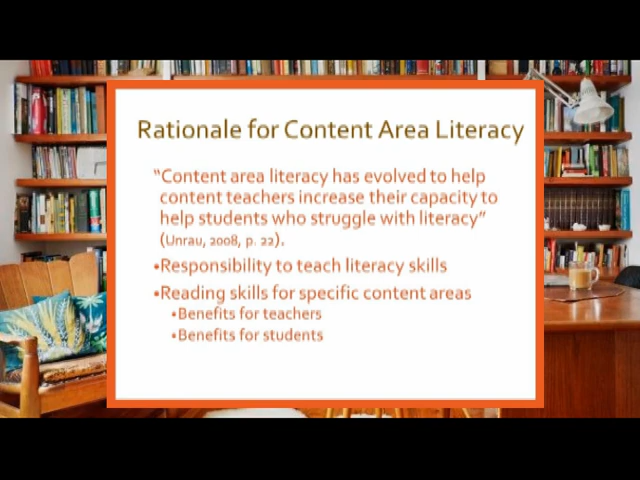 Rationale for Content Area Literacy
“Content area literacy has evolved to help
content teachers increase their capacity to
help students who struggle with literacy”
(Unrau, 2008, p. 22).
•Responsibility to teach literacy skills
•Reading skills for specific content areas
•Benefits for teachers
•Benefits for students